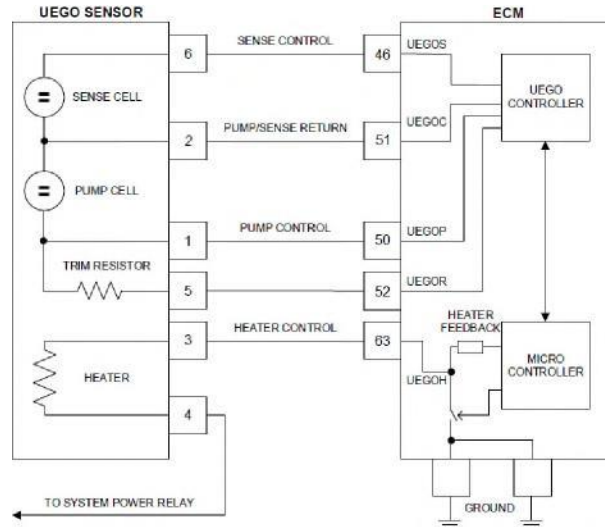 UEGO SENSOR
ECM
6
SENSE CONTROL
46
UEGOS
SENSE CELL
UEGO
CONTROLLER
2
PUMP/SENSE RETURN
51
UEGOC
PUMP CELL
1
PUMP CONTROL
50
UEGOP
TRIM RESISTOR
5
52
UEGOR
3
HEATER CONTROL
63
HEATER
FEEDBACK
UEGOH
MICRO
CONTROLLER
HEATER
4
TO SYSTEM POWER RELAY
GROUND